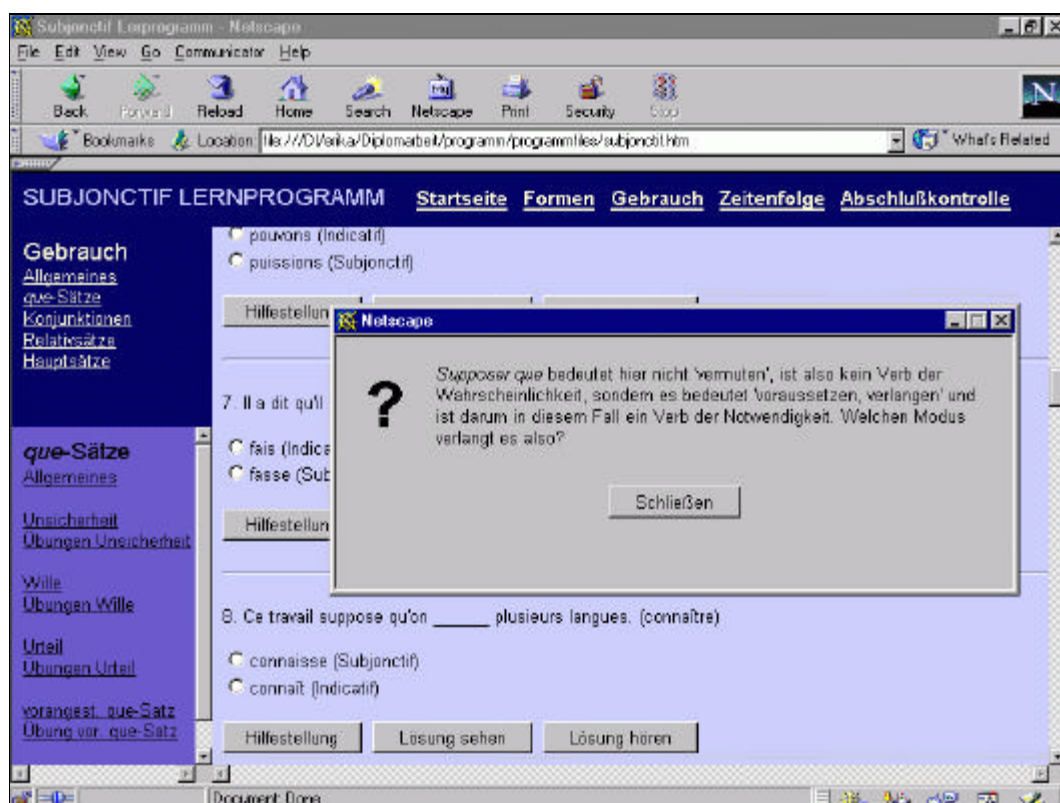 Subjonctif Lernprogramm - Netscape
File Edit View Go Communicator Help
Back Forward Reload Home Search Netscape Print Security Stop
Bookmarks Location: file:///D|/erika/Diplomarbeit/programm/programmfiles/subjonctif.htm What's Related
SUBJONCTIF LERNPROGRAMM Startseite Formen Gebrauch Zeitenfolge Abschlußkontrolle
Gebrauch
Allgemeines
que-Sätze
Konjunktionen
Relativsätze
Hauptsätze
que-Sätze
Allgemeines
Unsicherheit
Übungen Unsicherheit
Wille
Übungen Wille
Urteil
Übungen Urteil
vorangest. que-Satz
Übung vor. que-Satz
pouvons (Indicatif)
puissions (Subjonctif)
Hilfestellun
7. Il a dit qu'il
fais (Indica
fasse (Sub
Hilfestellun
Netscape
?
Supposer que bedeutet hier nicht 'vermuten', ist also kein Verb der
Wahrscheinlichkeit, sondern es bedeutet 'voraussetzen, verlangen' und
ist darum in diesem Fall ein Verb der Notwendigkeit. Welchen Modus
verlangt es also?
Schließen
8. Ce travail suppose qu'on ______ plusieurs langues. (connaître)
connaisse (Subjonctif)
connaît (Indicatif)
Hilfestellung Lösung sehen Lösung hören
Document: Done